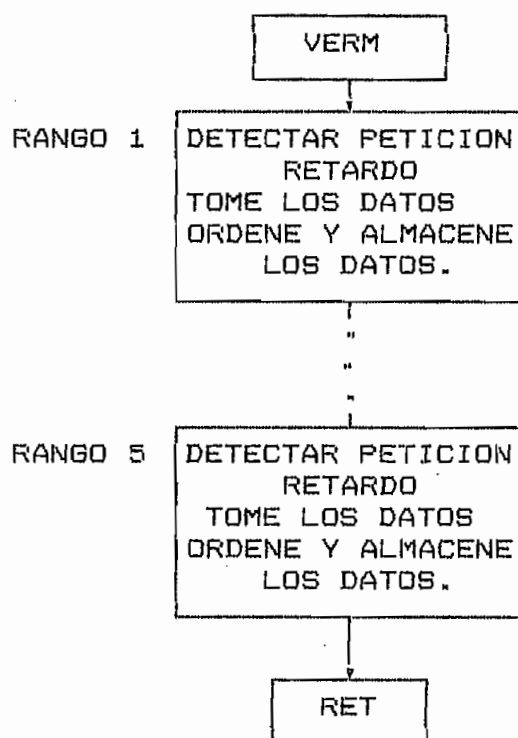 VERM
RANGO 1 DETECTAR PETICION
RETARDO
TOME LOS DATOS
ORDENE Y ALMACENE
LOS DATOS.
RANGO 5 DETECTAR PETICION
RETARDO
TOME LOS DATOS
ORDENE Y ALMACENE
LOS DATOS.
RET